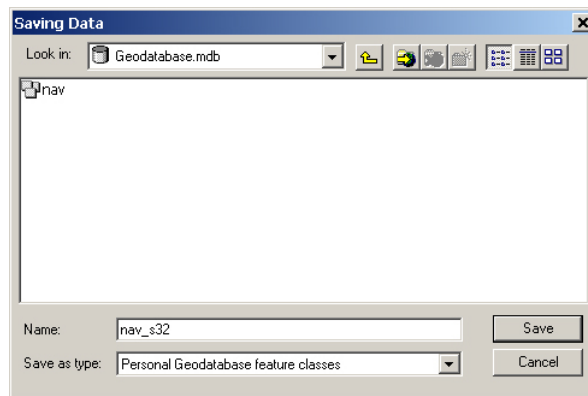 Saving Data
Look in: Geodatabase.mdb
nav
Name: nav_s32 Save
Save as type: Personal Geodatabase feature classes Cancel